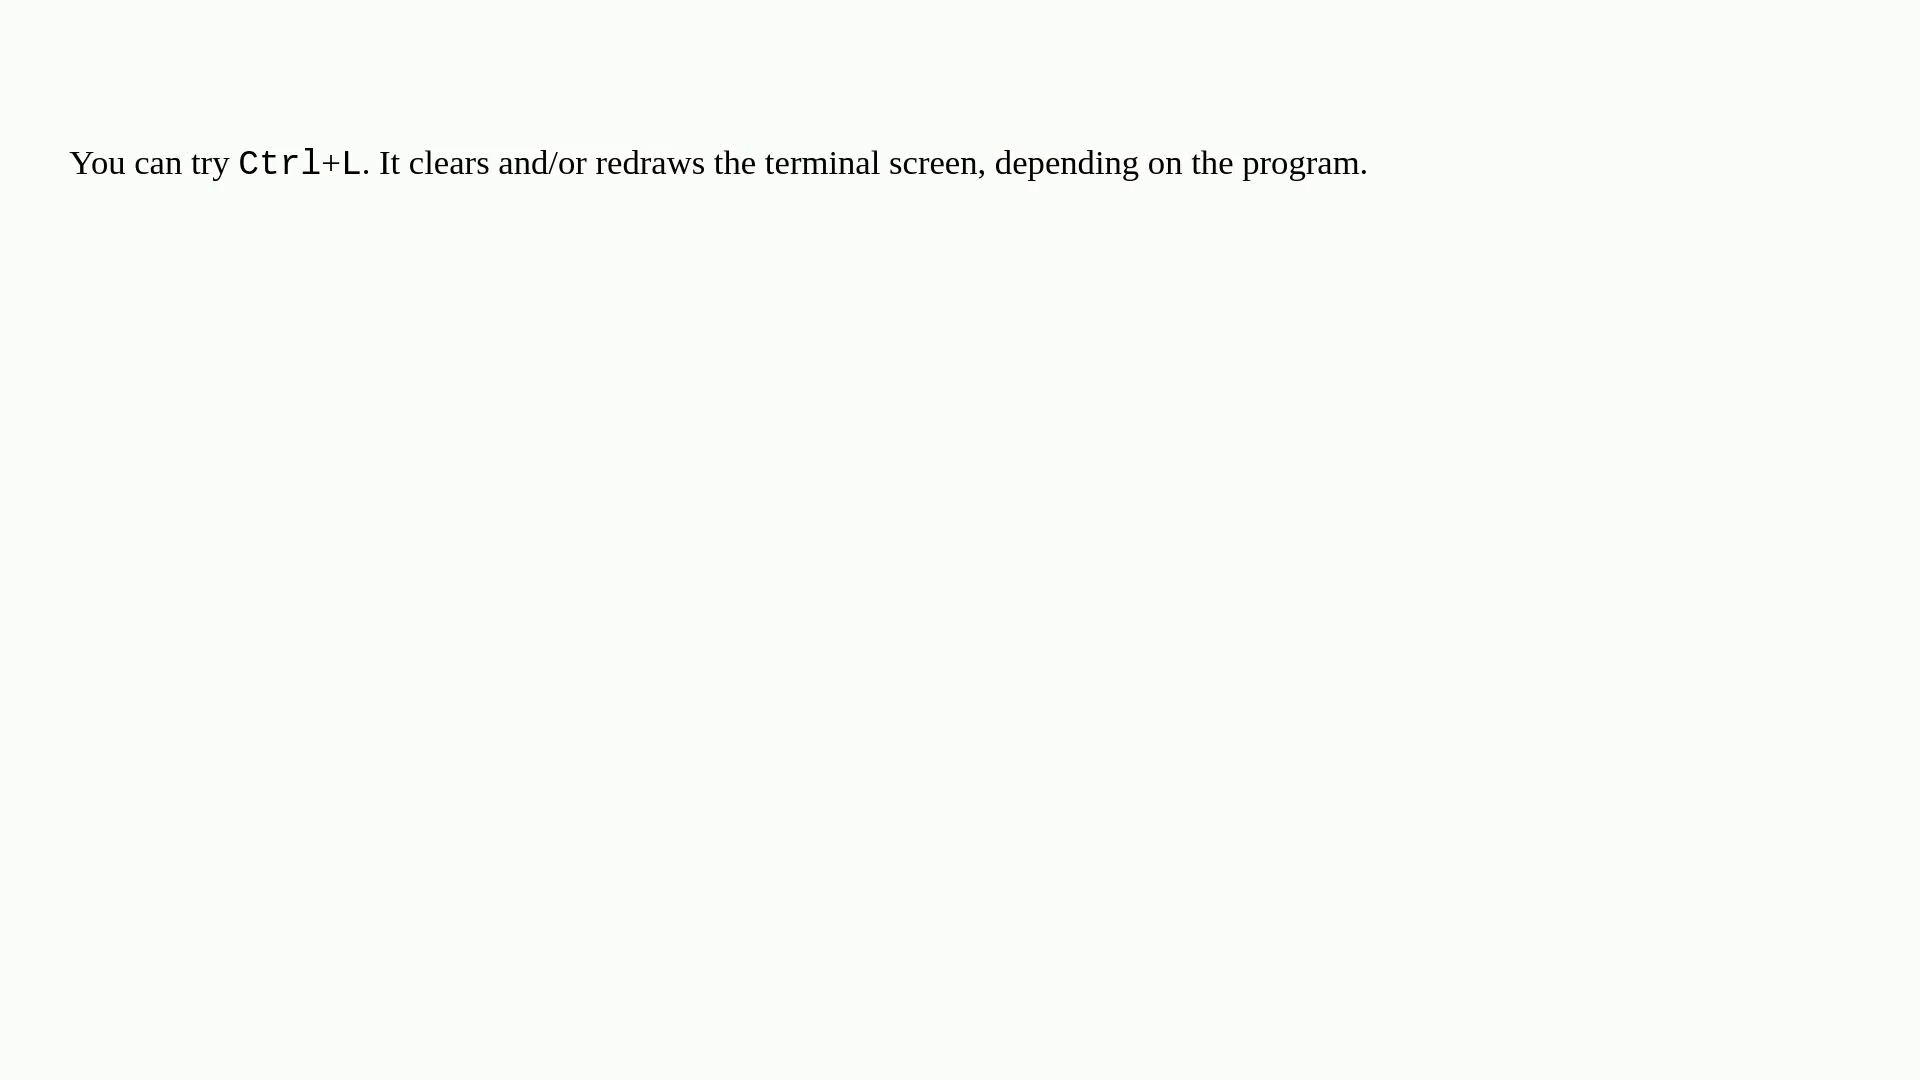 You can try Ctrl+L. It clears and/or redraws the terminal screen, depending on the program.